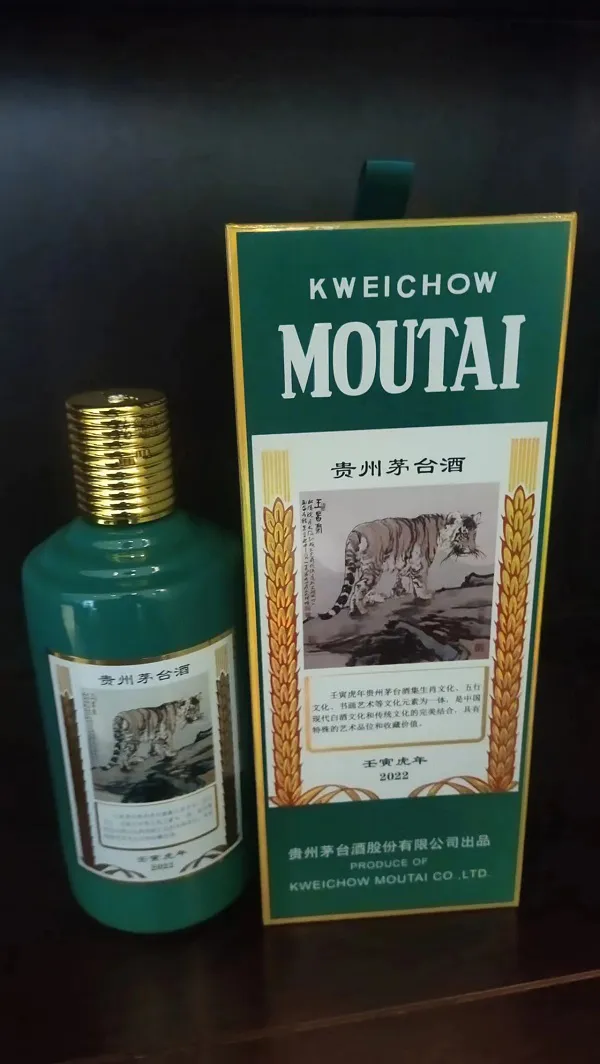 KWEICHOW
MOUTAI
贵州茅台酒
壬寅虎年贵州茅台酒集生肖文化、五行
文化、书画艺术等文化元素为一体，是中国
现代白酒文化和传统文化的完美结合，具有
特殊的艺术品位和收藏价值。
壬寅虎年
2022
贵州茅台酒股份有限公司出品
PRODUCE OF
KWEICHOW MOUTAI CO.,LTD.
贵州茅台酒
壬寅虎年
2022